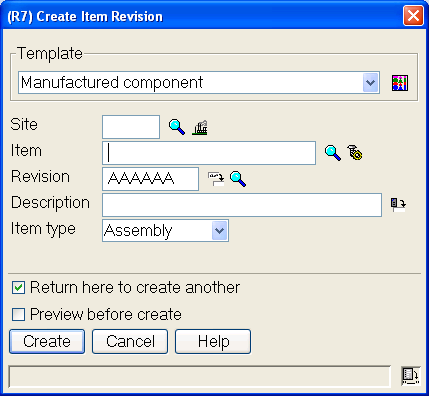 (R7) Create Item Revision
Template
Manufactured component
Site
Item
Revision AAAAAA
Description
Item type Assembly
Return here to create another
Preview before create
Create Cancel Help